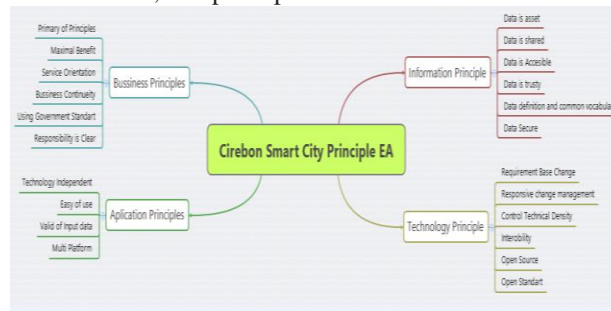 Primary of Principles
Maximal Benefit
Service Orientation
Bussiness Continuity
Using Government Standart
Responsibility is Clear
Bussiness Principles
Technology Independent
Easy of use
Valid of Input data
Multi Platform
Aplication Principles
Cirebon Smart City Principle EA
Information Principle
Data is asset
Data is shared
Data is Accesible
Data is trusty
Data definition and common vocabula
Data Secure
Technology Principle
Requirement Base Change
Responsive change management
Control Technical Density
Interobility
Open Source
Open Standart